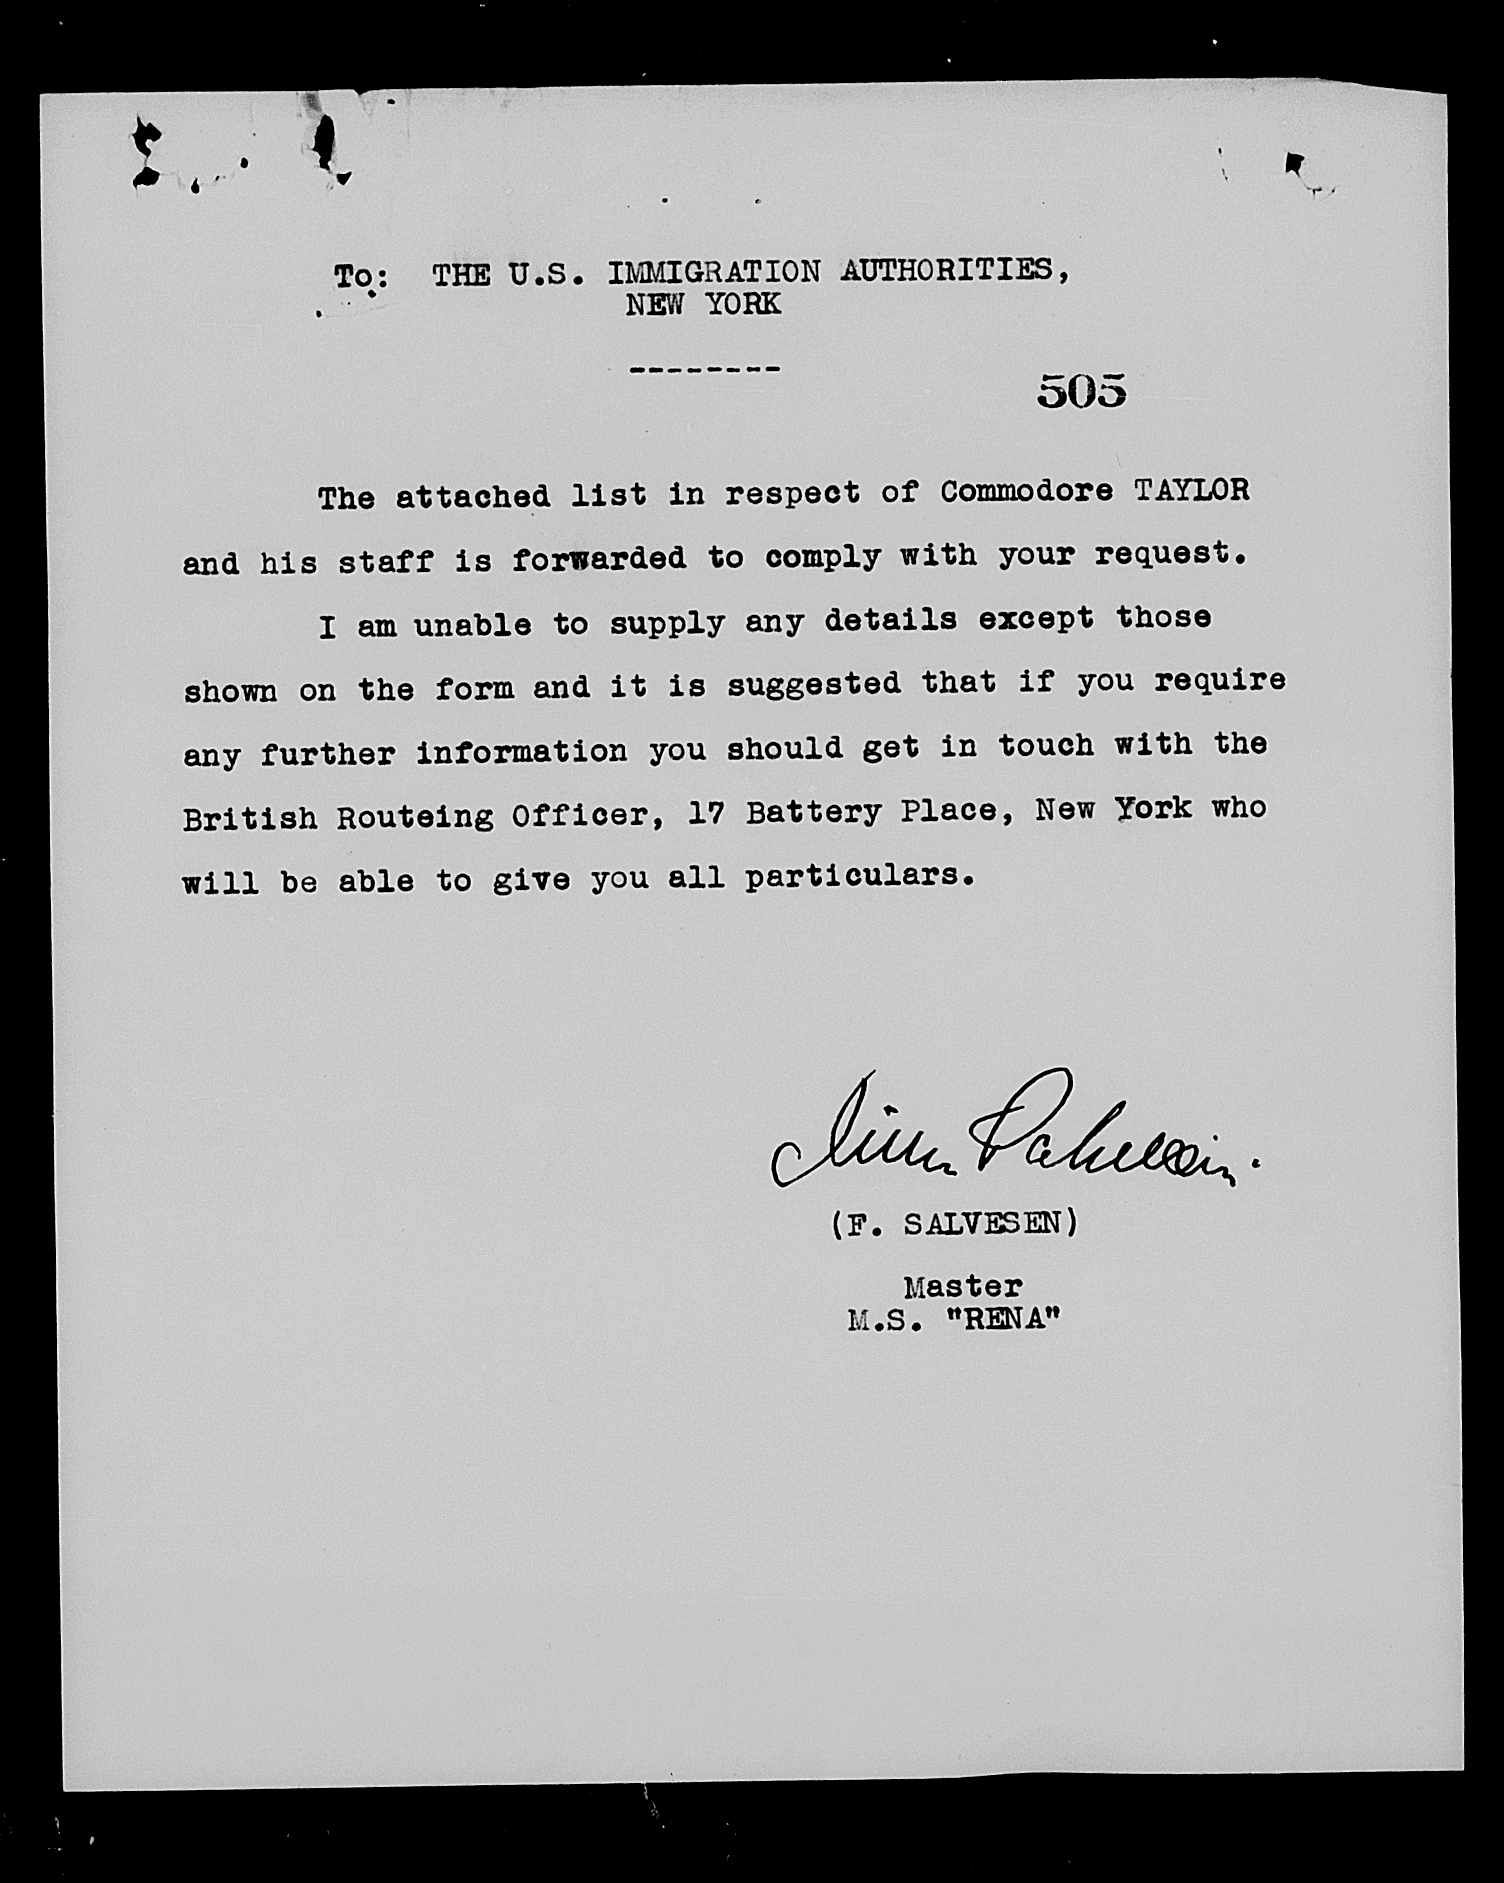 To: THE U.S. IMMIGRATION AUTHORITIES,
NEW YORK
--------
505
The attached list in respect of Commodore TAYLOR
and his staff is forwarded to comply with your request.
I am unable to supply any details except those
shown on the form and it is suggested that if you require
any further information you should get in touch with the
British Routeing Officer, 17 Battery Place, New York who
will be able to give you all particulars.
(F. SALVESEN)
Master
M.S. "RENA"